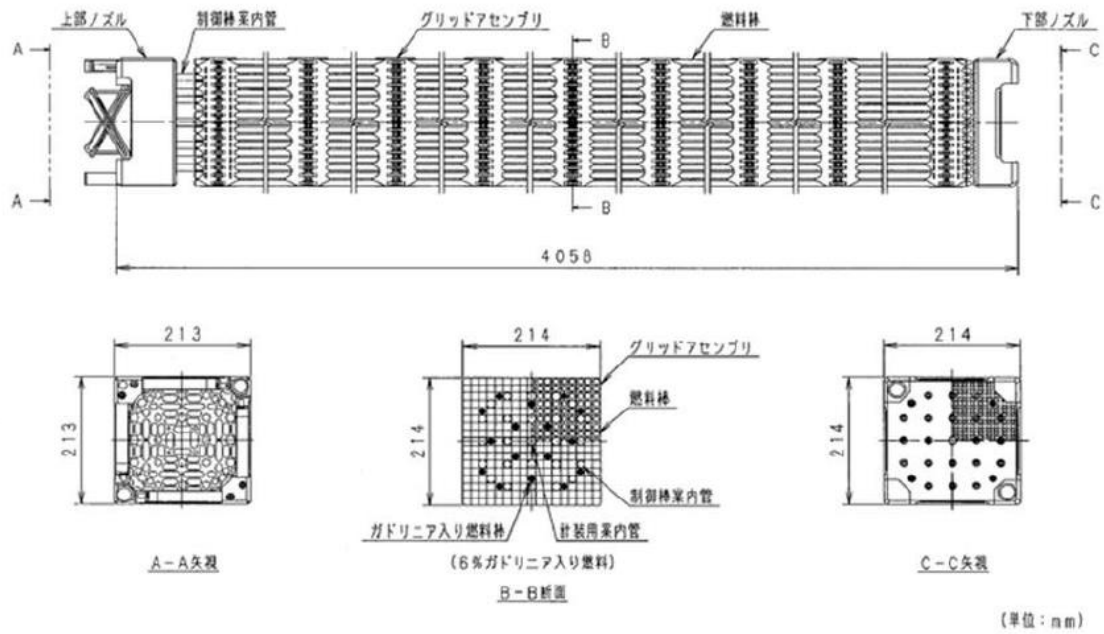 上部ノズル
制御棒案内管
グリッドアセンブリ
燃料棒
下部ノズル
A
B
C
A
B
C
4058
213
213
A-A矢視
214
214
グリッドアセンブリ
燃料棒
制御棒案内管
ガドリニア入り燃料棒
計装用案内管
(6%ガドリニア入り燃料)
B-B断面
214
214
C-C矢視
(単位:mm)